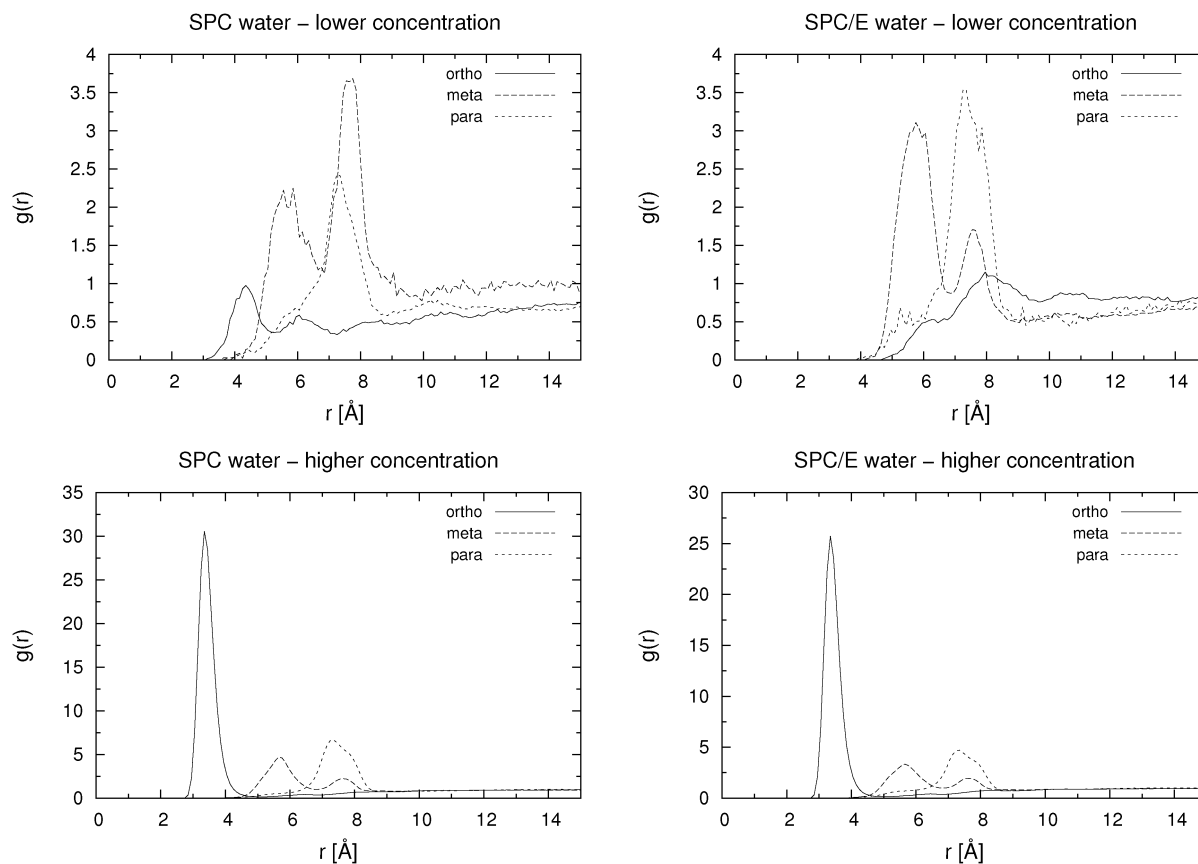 SPC water – lower concentration
4
3.5
3
2.5
2
1.5
1
0.5
0
g(r)
ortho
meta
para
0 2 4 6 8 10 12 14
r [Å]
SPC/E water – lower concentration
4
3.5
3
2.5
2
1.5
1
0.5
0
g(r)
ortho
meta
para
0 2 4 6 8 10 12 14
r [Å]
SPC water – higher concentration
35
30
25
20
15
10
5
0
g(r)
ortho
meta
para
0 2 4 6 8 10 12 14
r [Å]
SPC/E water – higher concentration
30
25
20
15
10
5
0
g(r)
ortho
meta
para
0 2 4 6 8 10 12 14
r [Å]